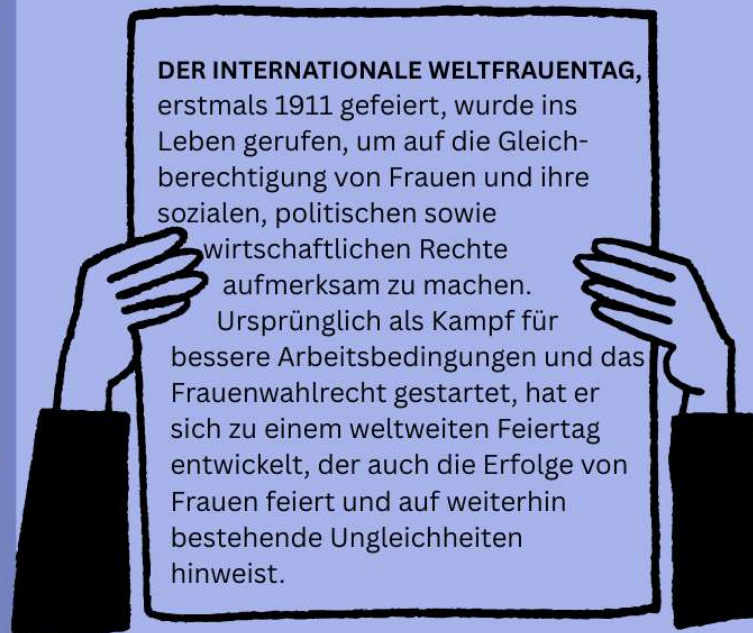 DER INTERNATIONALE WELTFRAUENTAG,
erstmals 1911 gefeiert, wurde ins
Leben gerufen, um auf die Gleich-
berechtigung von Frauen und ihre
sozialen, politischen sowie
wirtschaftlichen Rechte
aufmerksam zu machen.
Ursprünglich als Kampf für
bessere Arbeitsbedingungen und das
Frauenwahlrecht gestartet, hat er
sich zu einem weltweiten Feiertag
entwickelt, der auch die Erfolge von
Frauen feiert und auf weiterhin
bestehende Ungleichheiten
hinweist.